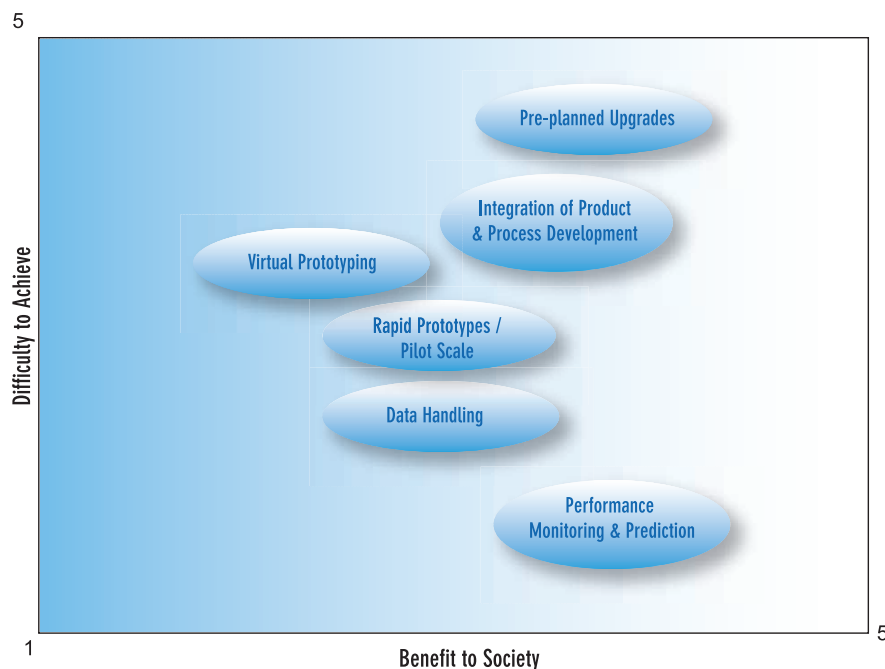 5
Pre-planned Upgrades
Integration of Product
& Process Development
Virtual Prototyping
Rapid Prototypes /
Pilot Scale
Data Handling
Performance
Monitoring & Prediction
Difficulty to Achieve
1
5
Benefit to Society